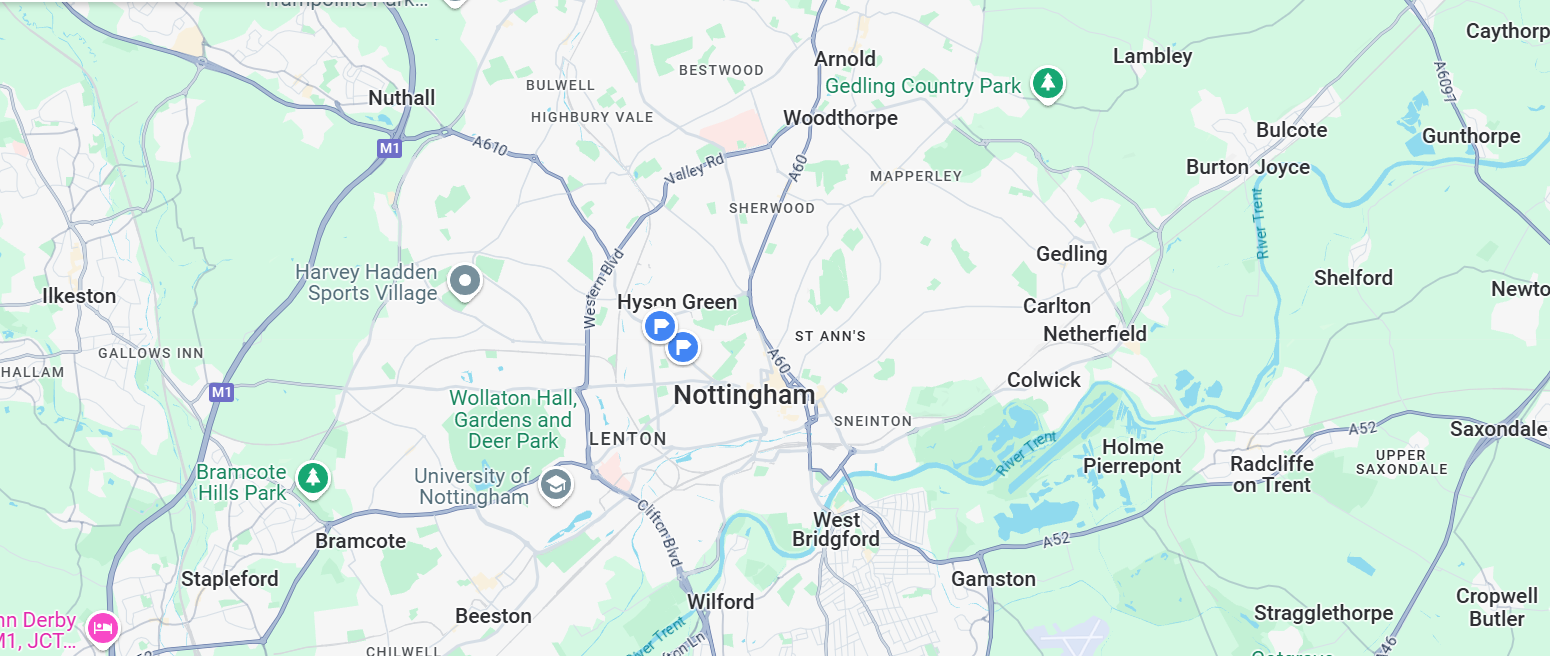 Trampoline Park...
Arnold
Lambley
Caythorp
BESTWOOD
BULWELL
Gedling Country Park
A6097
Nuthall
HIGHBURY VALE
Woodthorpe
Bulcote
Gunthorpe
M1
A610
Valley Rd
A60
MAPPERLEY
Burton Joyce
SHERWOOD
River Trent
Gedling
Western Blvd
Harvey Hadden
Sports Village
Shelford
Ilkeston
Hyson Green
Newto
Carlton
Netherfield
ST ANN'S
GALLOWS INN
HALLAM
A60
Colwick
M1
Nottingham
Wollaton Hall,
Gardens and
Deer Park
SNEINTON
A52
Saxondale
LENTON
River Trent
Holme
Pierrepont
UPPER
SAXONDALE
Radcliffe
on Trent
Bramcote
Hills Park
University of
Nottingham
Clifton Blvd
West
Bridgford
A52
Bramcote
Stapleford
Gamston
Beeston
Wilford
Stragglethorpe
Cropwell
Butler
nn Derby
M1, JCT...
River Trent
A46
CHILWELL
A52